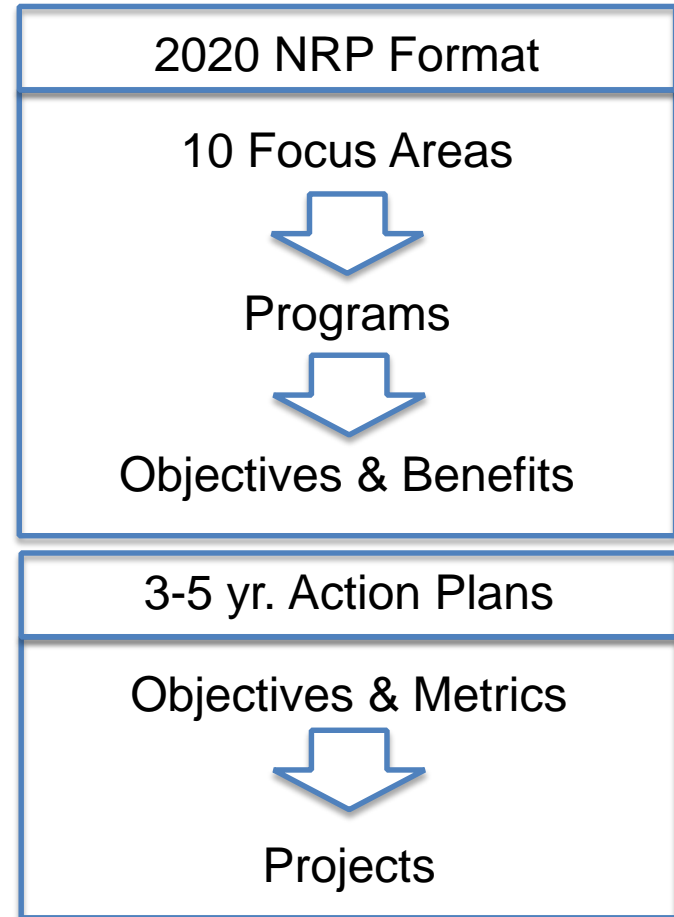 2020 NRP Format
10 Focus Areas
Programs
Objectives & Benefits
3-5 yr. Action Plans
Objectives & Metrics
Projects